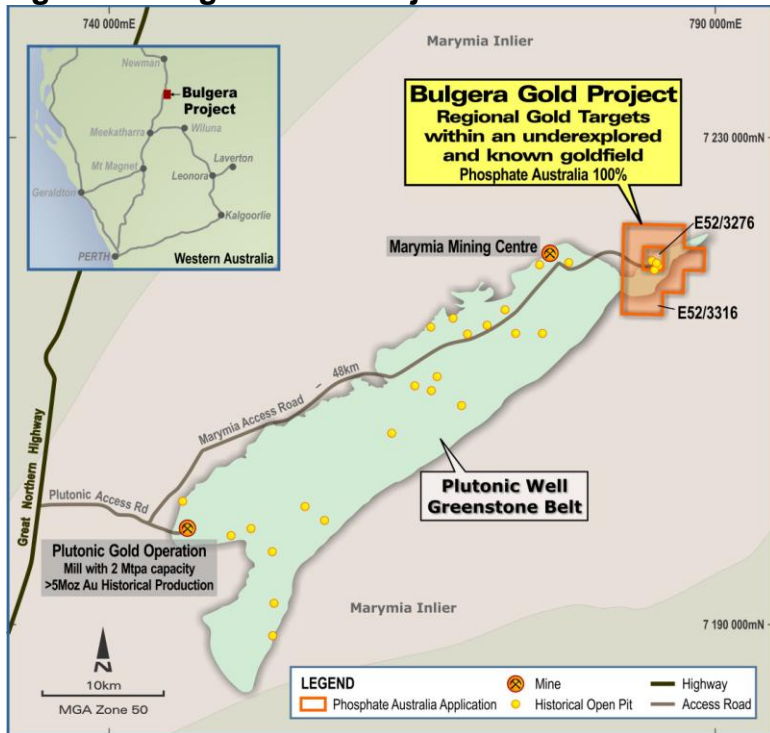 740 000mE
790 000mE
Marymia Inlier
Newman
Bulgera
Project
Meekatharra
Wiluna
Mt Magnet
Laverton
Leonora
Geraldton
Kalgoorlie
PERTH
Western Australia
Bulgera Gold Project
Regional Gold Targets
within an underexplored
and known goldfield
Phosphate Australia 100%
7 230 000mN
E52/3276
Marymia Mining Centre
E52/3316
Marymia Access Road – 48km
Great Northern Highway
Plutonic Access Rd
Plutonic Well
Greenstone Belt
Plutonic Gold Operation
Mill with 2 Mtpa capacity
>5Moz Au Historical Production
Marymia Inlier
7 190 000mN
N
10km
MGA Zone 50
LEGEND
Phosphate Australia Application
Mine
Historical Open Pit
Highway
Access Road